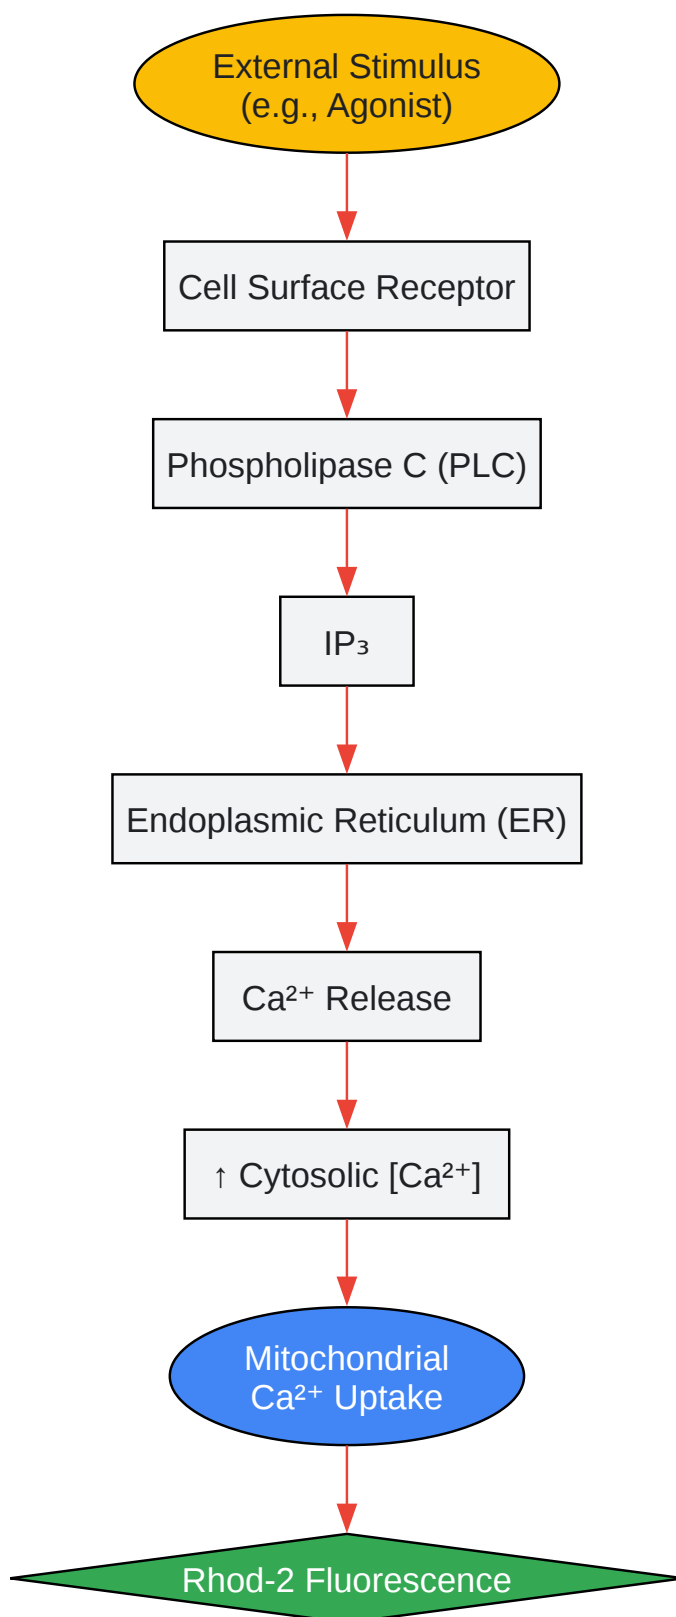 External Stimulus
(e.g., Agonist)
Cell Surface Receptor
Phospholipase C (PLC)
IP₃
Endoplasmic Reticulum (ER)
Ca²⁺ Release
↑ Cytosolic [Ca²⁺]
Mitochondrial
Ca²⁺ Uptake
Rhod-2 Fluorescence